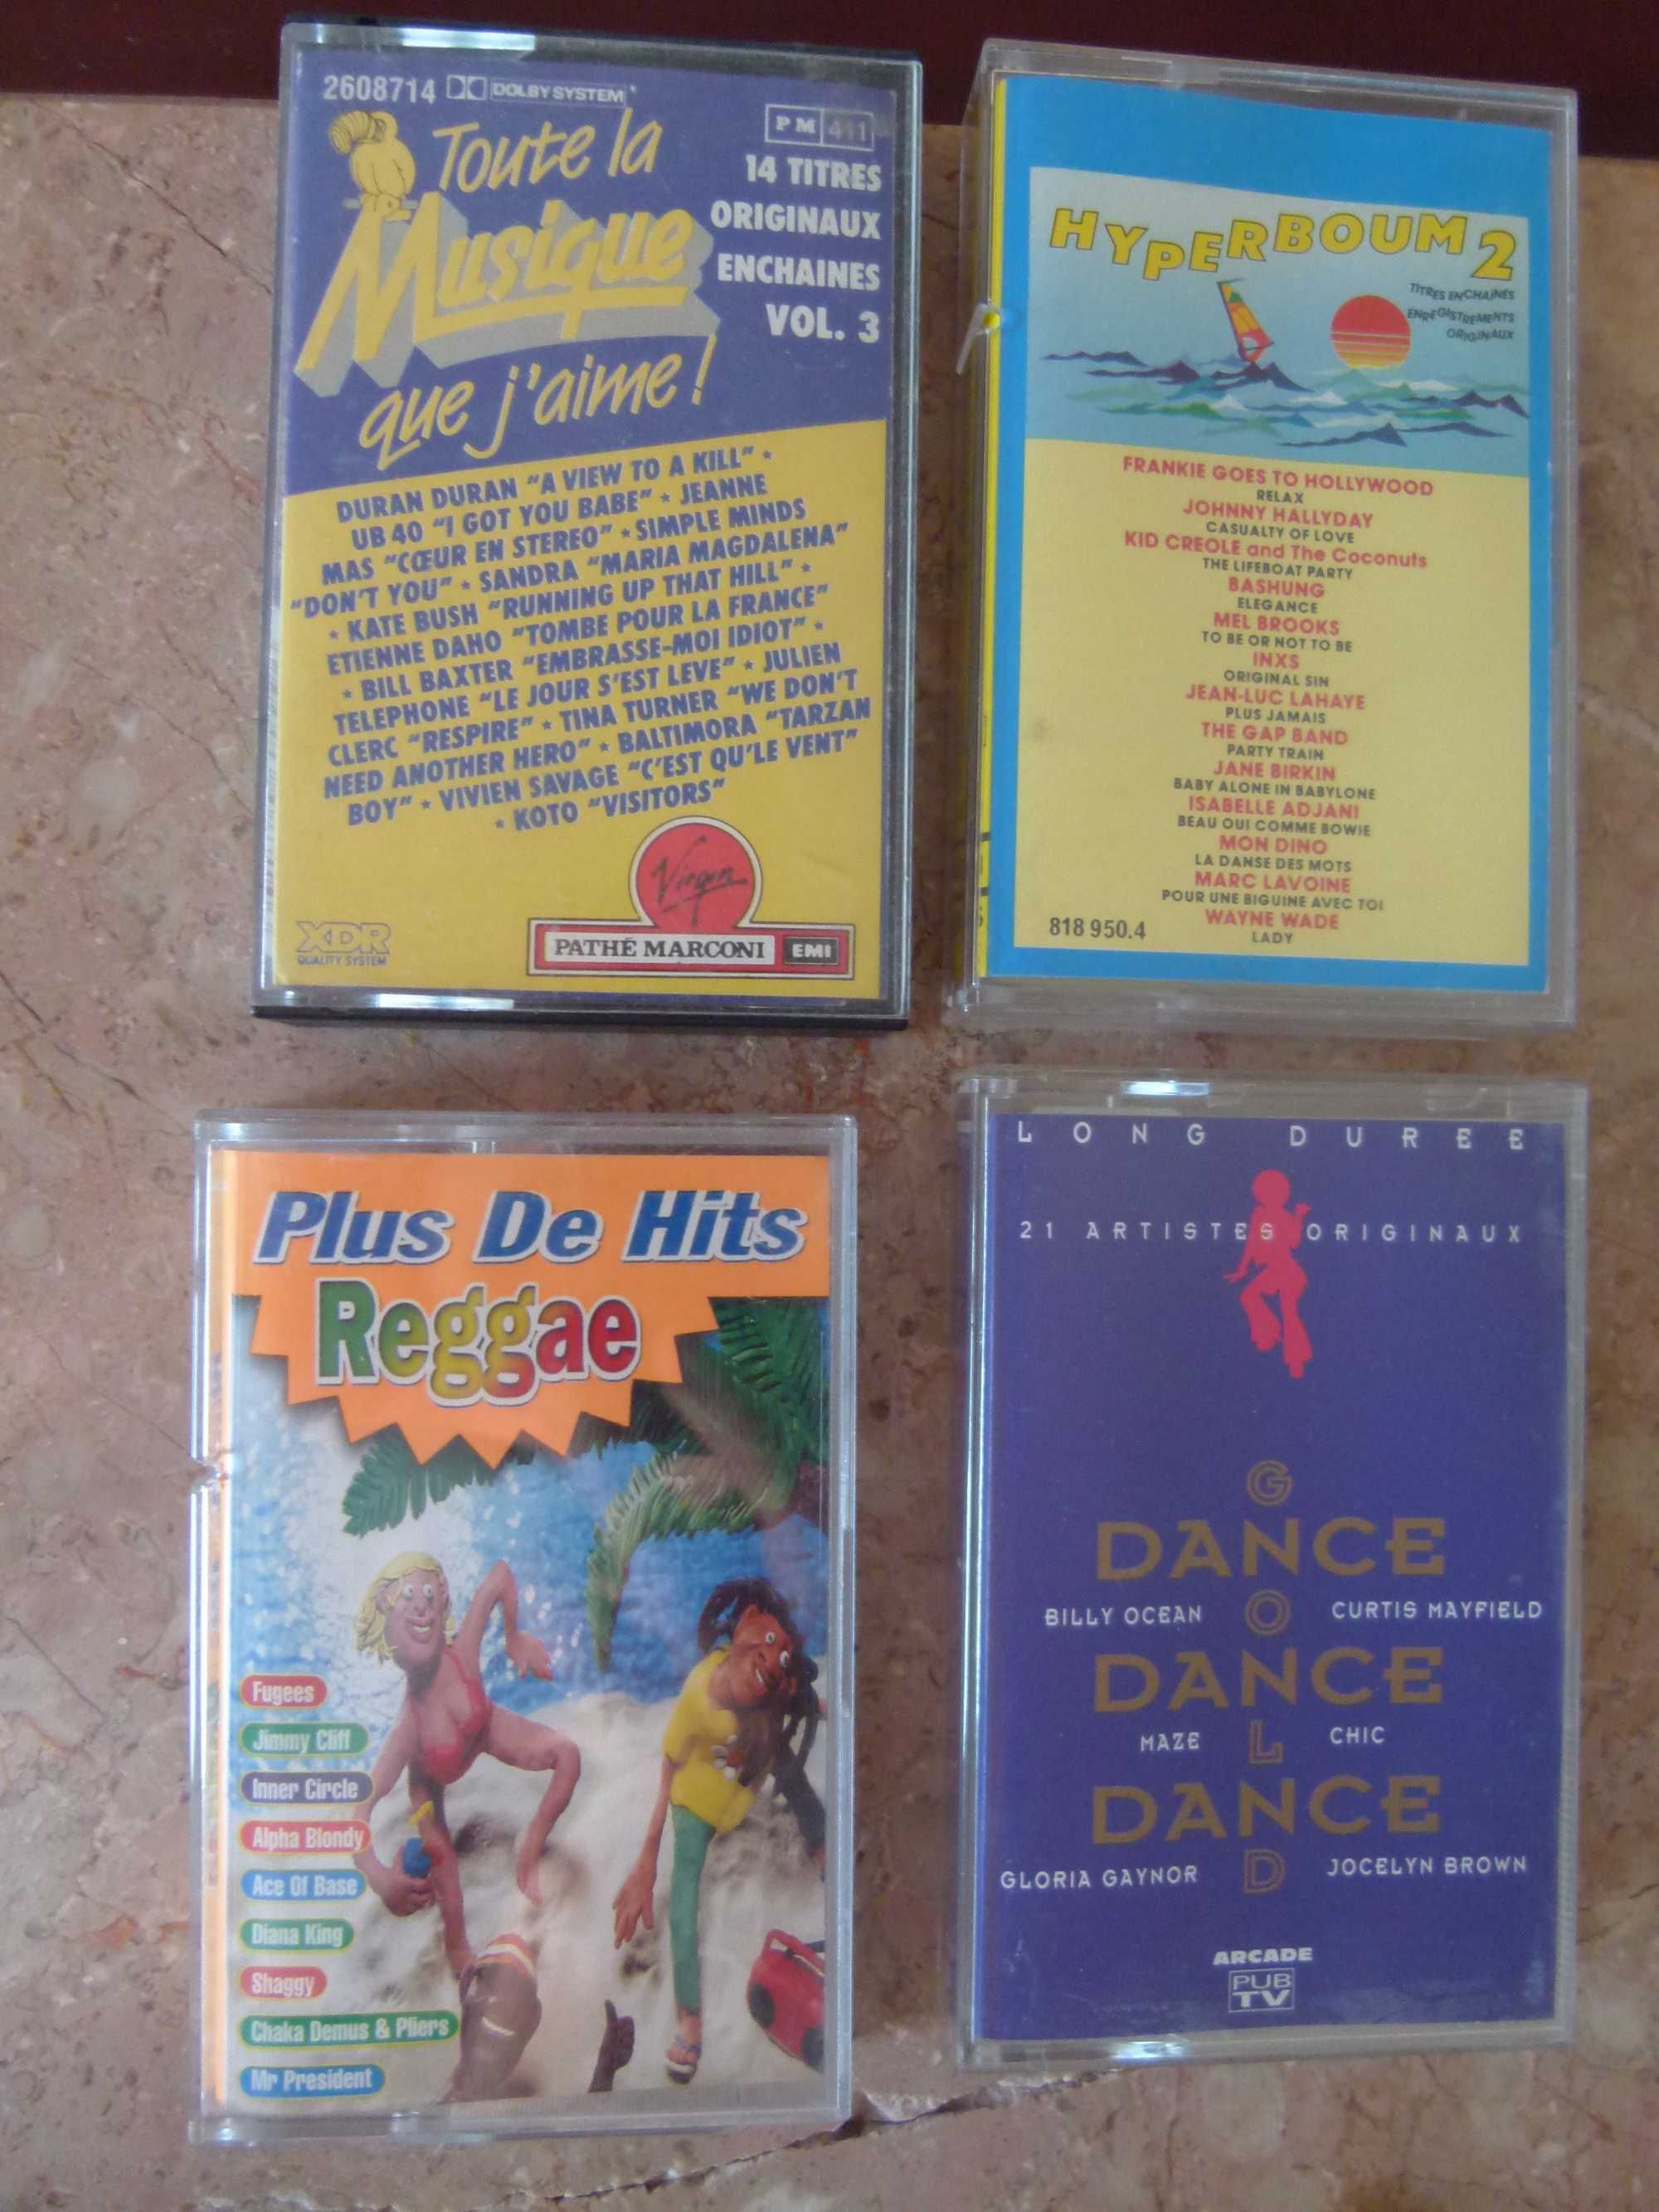 2608714 DOLBY SYSTEM
PM 411
Toute la
Musique
que j'aime!
14 TITRES
ORIGINAUX
ENCHAINES
VOL. 3
DURAN DURAN "A VIEW TO A KILL" *
UB 40 "I GOT YOU BABE" * JEANNE
MAS "CŒUR EN STEREO" * SIMPLE MINDS
"DON'T YOU" * SANDRA "MARIA MAGDALENA"
* KATE BUSH "RUNNING UP THAT HILL" *
ETIENNE DAHO "TOMBE POUR LA FRANCE"
* BILL BAXTER "EMBRASSE-MOI IDIOT" *
TELEPHONE "LE JOUR S'EST LEVE" * JULIEN
CLERC "RESPIRE" * TINA TURNER "WE DON'T
NEED ANOTHER HERO" * BALTIMORA "TARZAN
BOY" * VIVIEN SAVAGE "C'EST QU'LE VENT"
* KOTO "VISITORS"
Virgin
XDR
QUALITY SYSTEM
PATHÉ MARCONI EMI
HYPERBOUM 2
TITRES ENCHAINÉS
ENREGISTREMENTS
ORIGINAUX
FRANKIE GOES TO HOLLYWOOD
RELAX
JOHNNY HALLYDAY
CASUALTY OF LOVE
KID CREOLE and The Coconuts
THE LIFEBOAT PARTY
BASHUNG
ELEGANCE
MEL BROOKS
TO BE OR NOT TO BE
INXS
ORIGINAL SIN
JEAN-LUC LAHAYE
PLUS JAMAIS
THE GAP BAND
PARTY TRAIN
JANE BIRKIN
BABY ALONE IN BABYLONE
ISABELLE ADJANI
BEAU OUI COMME BOWIE
MON DINO
LA DANSE DES MOTS
MARC LAVOINE
POUR UNE BIGUINE AVEC TOI
WAYNE WADE
LADY
818 950.4
Plus De Hits
Reggae
Fugees
Jimmy Cliff
Inner Circle
Alpha Blondy
Ace Of Base
Diana King
Shaggy
Chaka Demus & Pliers
Mr President
LONG DUREE
21 ARTISTES ORIGINAUX
G
DANCE
BILLY OCEAN O CURTIS MAYFIELD
DANCE
MAZE L CHIC
DANCE
GLORIA GAYNOR D JOCELYN BROWN
ARCADE
PUB
TV